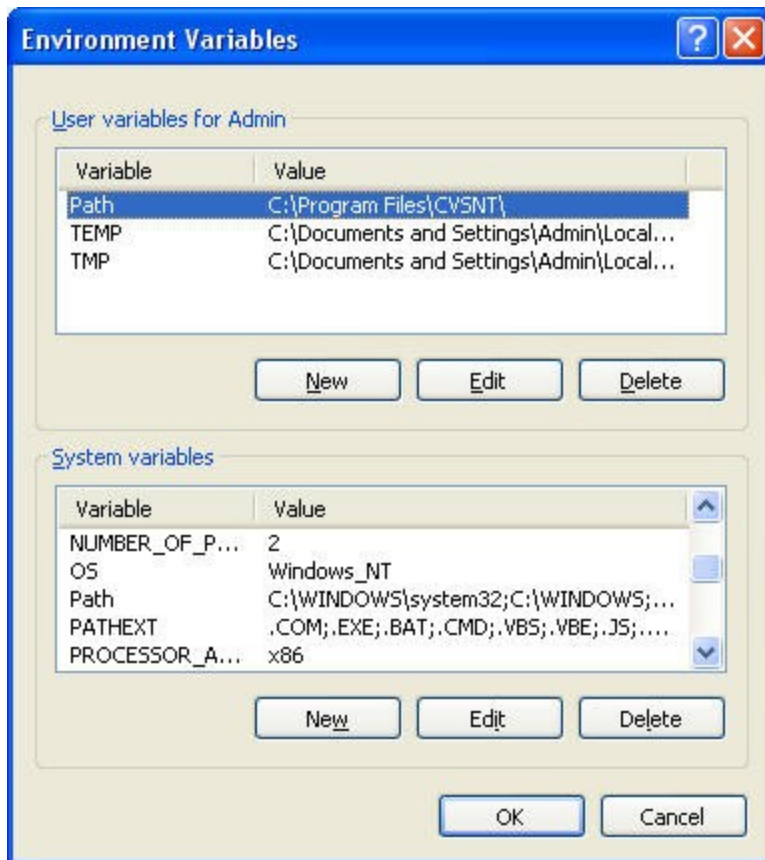 Environment Variables
User variables for Admin
Variable Value
Path C:\Program Files\CVSNT\
TEMP C:\Documents and Settings\Admin\Local...
TMP C:\Documents and Settings\Admin\Local...
New Edit Delete
System variables
Variable Value
NUMBER_OF_P... 2
OS Windows_NT
Path C:\WINDOWS\system32;C:\WINDOWS;...
PATHEXT .COM;.EXE;.BAT;.CMD;.VBS;.VBE;.JS;....
PROCESSOR_A... x86
New Edit Delete
OK Cancel